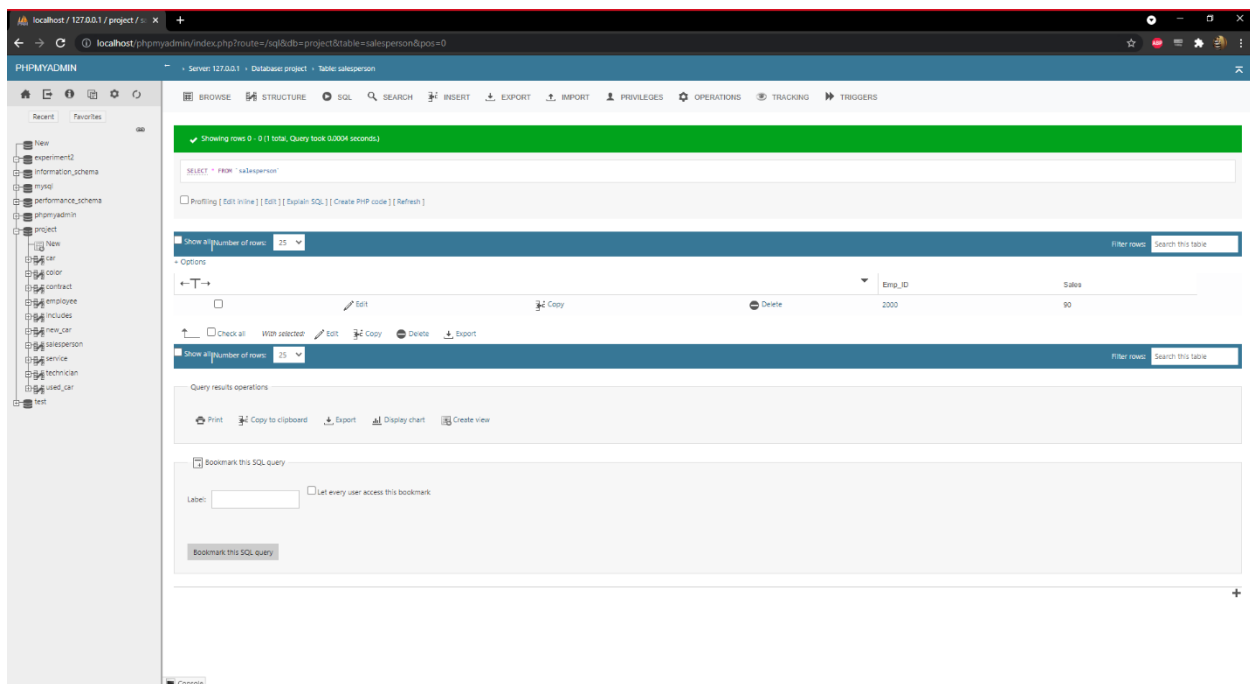 localhost / 127.0.0.1 / project / s
localhost/phpmyadmin/index.php?route=/sql&db=project&table=salesperson&pos=0
ABP
PHPMYADMIN
Server: 127.0.0.1 » Database: project » Table: salesperson
BROWSE STRUCTURE SQL SEARCH INSERT EXPORT IMPORT PRIVILEGES OPERATIONS TRACKING TRIGGERS
Recent Favorites
New
experiment2
information_schema
mysql
performance_schema
phpmyadmin
project
New
car
color
contract
employee
includes
new_car
salesperson
service
technician
used_car
test
Showing rows 0 - 0 (1 total, Query took 0.0004 seconds.)
SELECT * FROM `salesperson`
Profiling [ Edit inline ] [ Edit ] [ Explain SQL ] [ Create PHP code ] [ Refresh ]
Show all Number of rows: 25 Filter rows: Search this table
+ Options
←T→ Emp_ID Sales
Edit Copy Delete 2000 90
Check all With selected: Edit Copy Delete Export
Show all Number of rows: 25 Filter rows: Search this table
Query results operations
Print Copy to clipboard Export Display chart Create view
Bookmark this SQL query
Label: Let every user access this bookmark
Bookmark this SQL query
Console